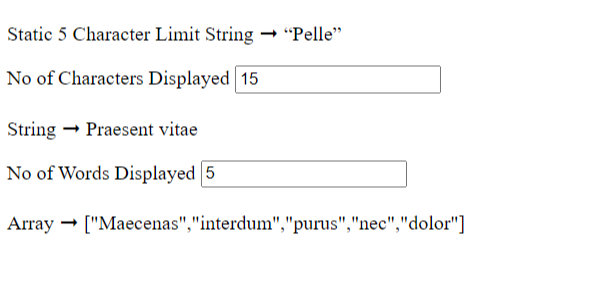 Static 5 Character Limit String → “Pelle”
No of Characters Displayed 15
String → Praesent vitae
No of Words Displayed 5
Array → ["Maecenas","interdum","purus","nec","dolor"]